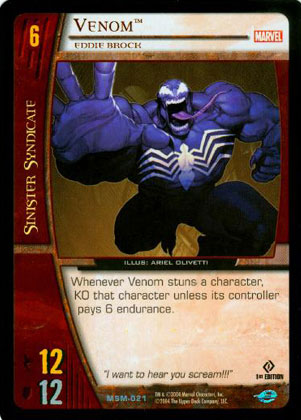 6
VENOM™
EDDIE BROCK
MARVEL
SINISTER SYNDICATE
ILLUS: ARIEL OLIVETTI
Whenever Venom stuns a character,
KO that character unless its controller
pays 6 endurance.
"I want to hear you scream!!!"
12
12
MSM-021
1ST EDITION